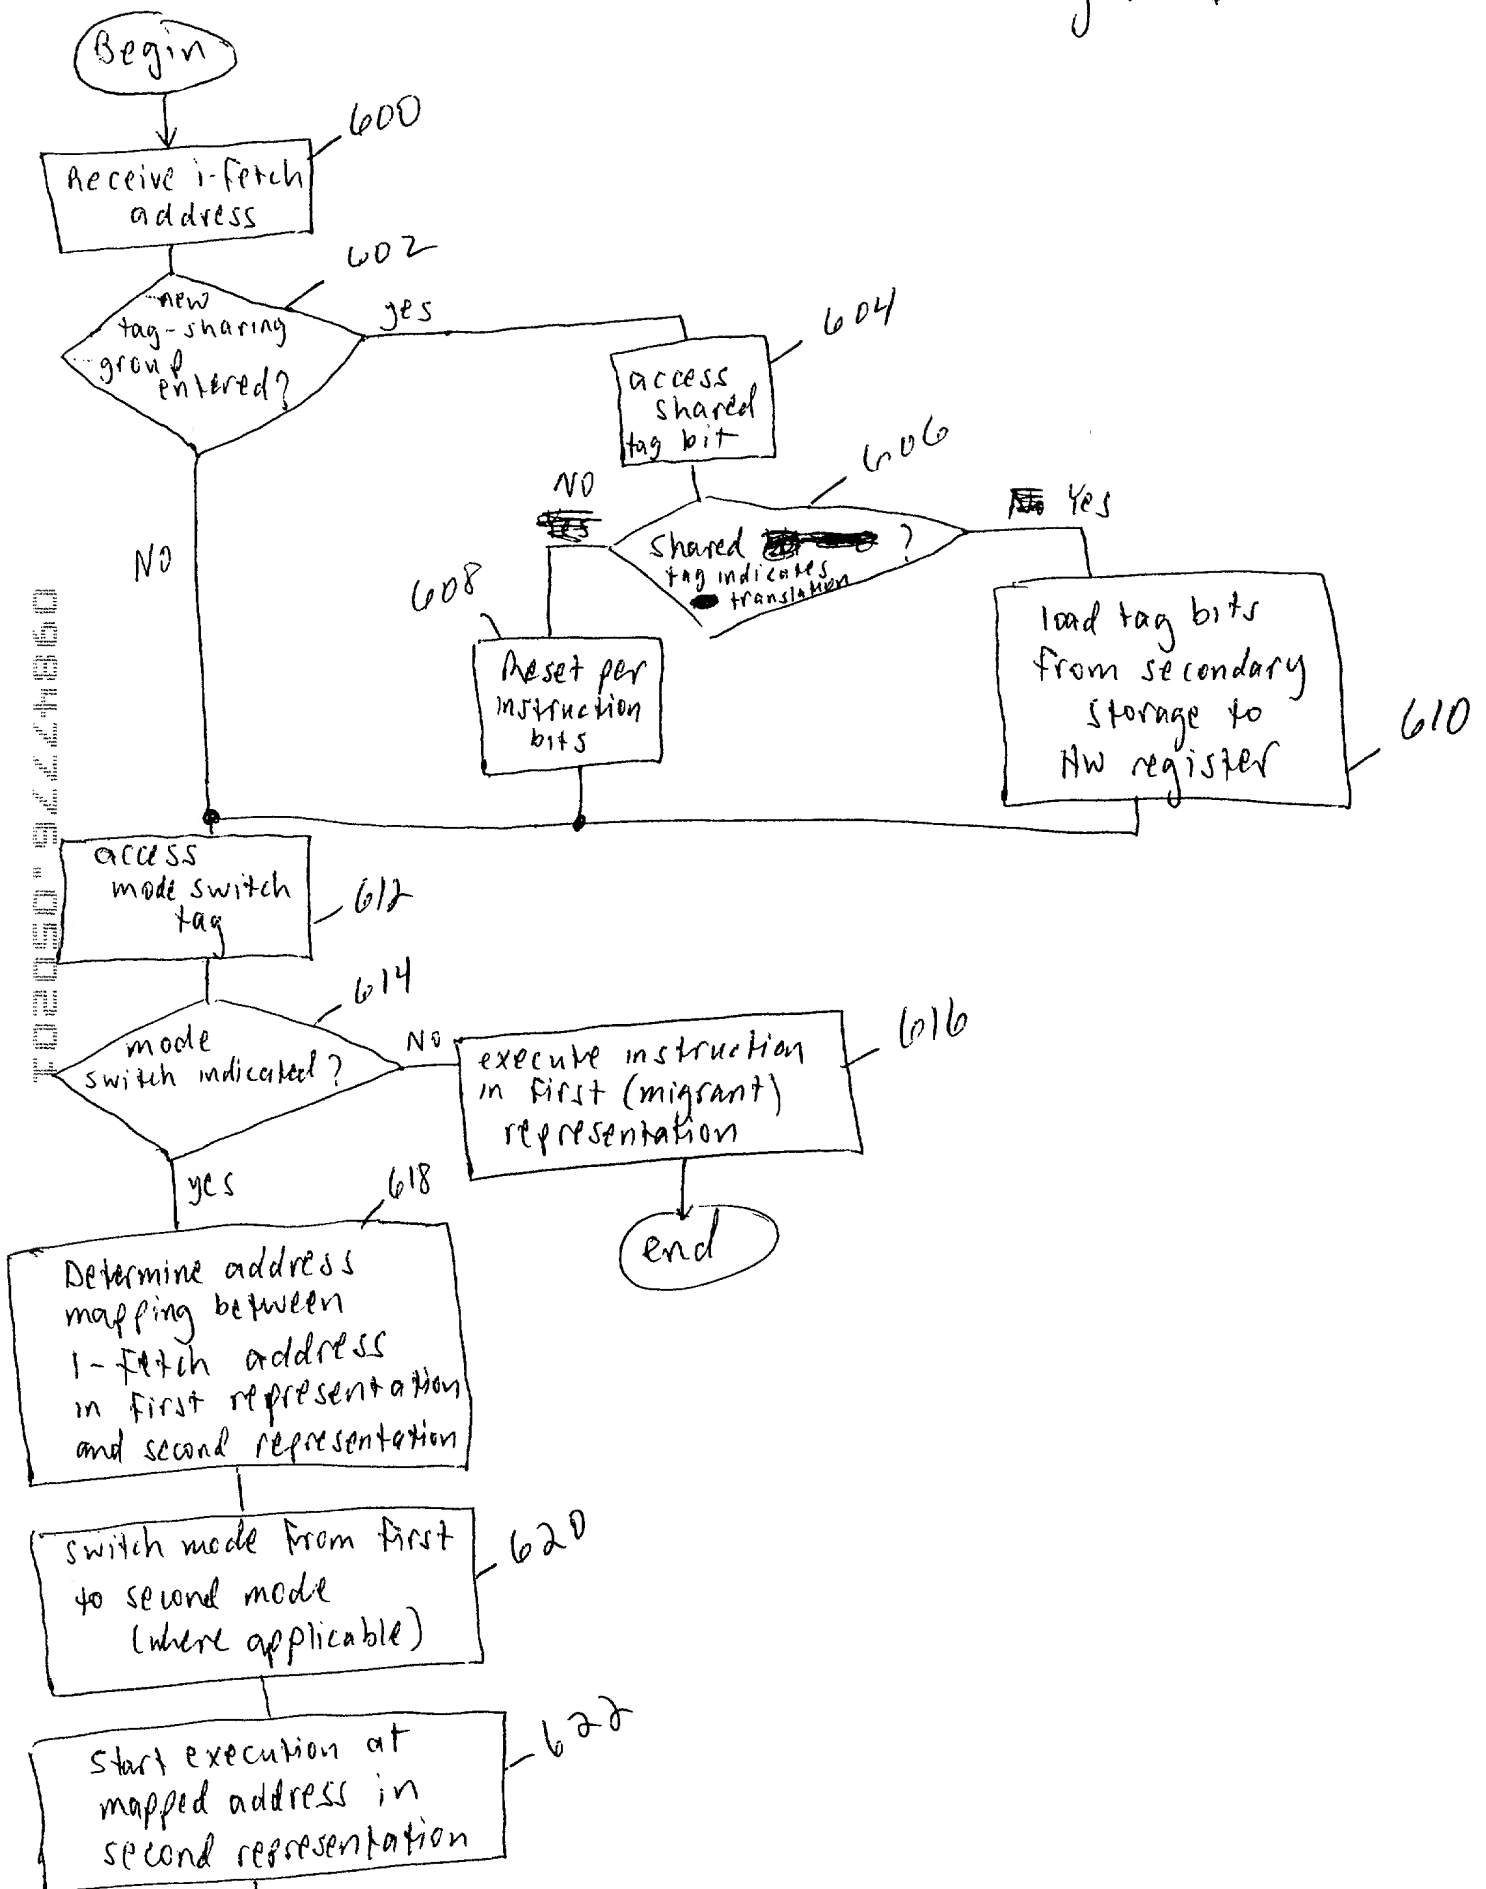 Begin
600
Receive i-fetch
address
602
new
tag-sharing
group
entered?
yes
604
access
shared
tag bit
606
NO
Yes
shared ?
tag indicates
translation
NO
608
Reset per
instruction
bits
load tag bits
from secondary
storage to
HW register
610
access
mode switch
tag
612
614
mode
switch indicated?
NO
execute instruction
in first (migrant)
representation
616
yes
end
618
Determine address
mapping between
i-fetch address
in first representation
and second representation
switch mode from first
to second mode
(where applicable)
620
Start execution at
mapped address in
second representation
622
09847776.050201